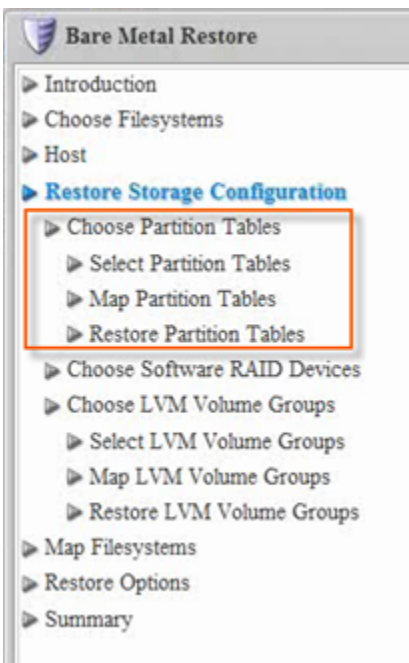 Bare Metal Restore
Introduction
Choose Filesystems
Host
Restore Storage Configuration
Choose Partition Tables
Select Partition Tables
Map Partition Tables
Restore Partition Tables
Choose Software RAID Devices
Choose LVM Volume Groups
Select LVM Volume Groups
Map LVM Volume Groups
Restore LVM Volume Groups
Map Filesystems
Restore Options
Summary